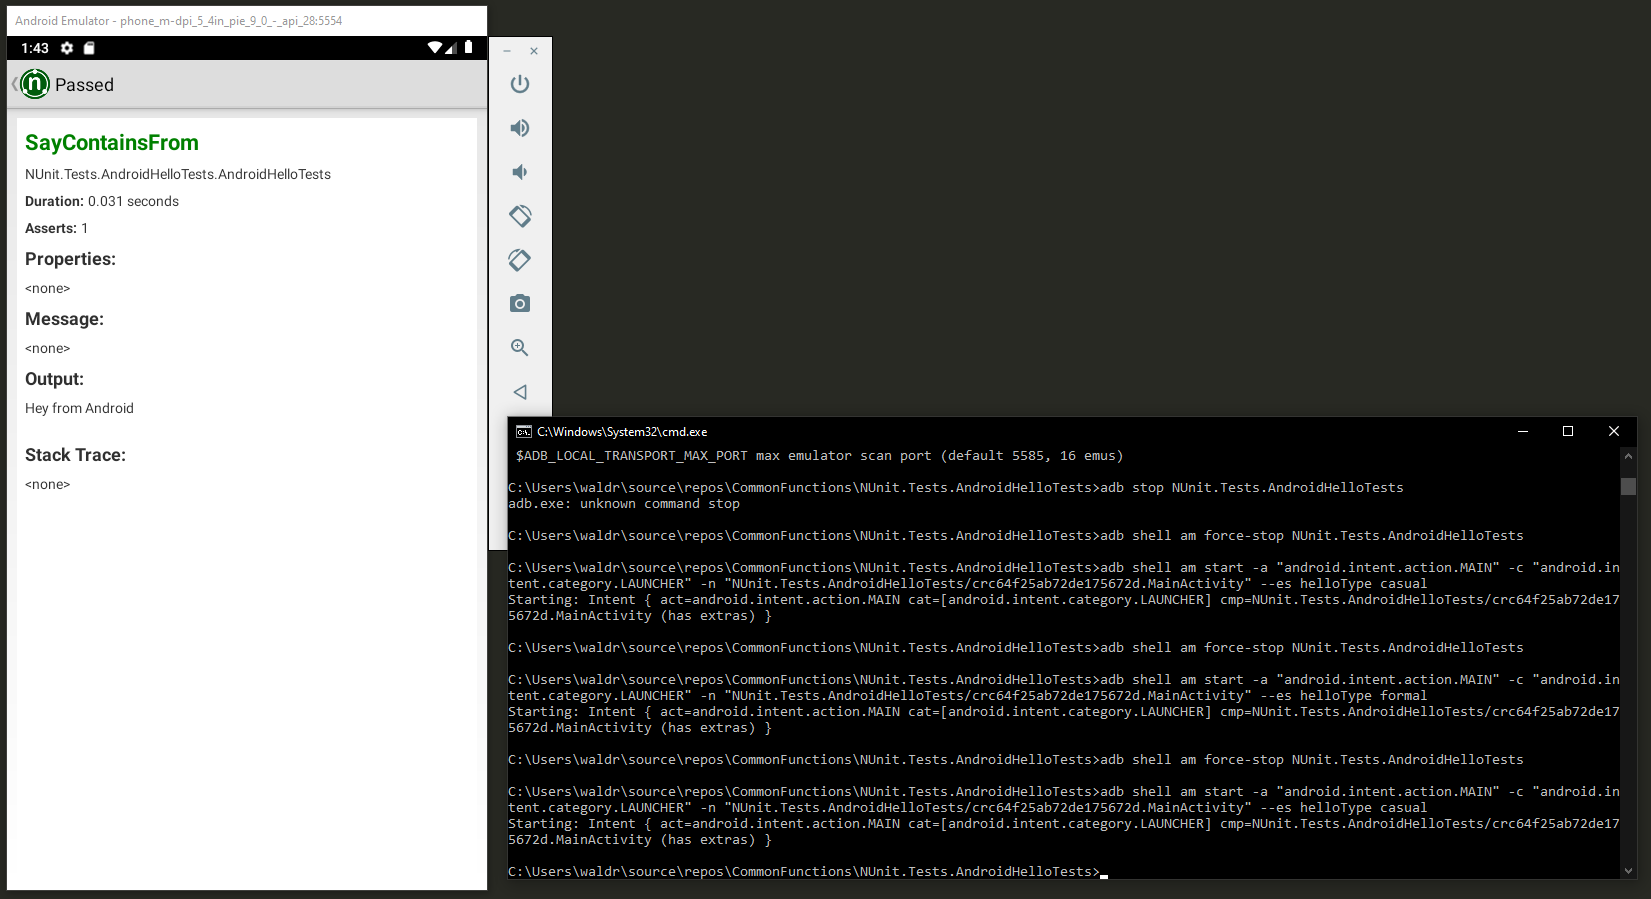 Android Emulator - phone_m-dpi_5_4in_pie_9_0_-_api_28:5554
1:43
n Passed
SayContainsFrom
NUnit.Tests.AndroidHelloTests.AndroidHelloTests
Duration: 0.031 seconds
Asserts: 1
Properties:
<none>
Message:
<none>
Output:
Hey from Android
Stack Trace:
<none>
C:\Windows\System32\cmd.exe
$ADB_LOCAL_TRANSPORT_MAX_PORT max emulator scan port (default 5585, 16 emus)
C:\Users\waldr\source\repos\CommonFunctions\NUnit.Tests.AndroidHelloTests>adb stop NUnit.Tests.AndroidHelloTests
adb.exe: unknown command stop
C:\Users\waldr\source\repos\CommonFunctions\NUnit.Tests.AndroidHelloTests>adb shell am force-stop NUnit.Tests.AndroidHelloTests
C:\Users\waldr\source\repos\CommonFunctions\NUnit.Tests.AndroidHelloTests>adb shell am start -a "android.intent.action.MAIN" -c "android.in
tent.category.LAUNCHER" -n "NUnit.Tests.AndroidHelloTests/crc64f25ab72de175672d.MainActivity" --es helloType casual
Starting: Intent { act=android.intent.action.MAIN cat=[android.intent.category.LAUNCHER] cmp=NUnit.Tests.AndroidHelloTests/crc64f25ab72de17
5672d.MainActivity (has extras) }
C:\Users\waldr\source\repos\CommonFunctions\NUnit.Tests.AndroidHelloTests>adb shell am force-stop NUnit.Tests.AndroidHelloTests
C:\Users\waldr\source\repos\CommonFunctions\NUnit.Tests.AndroidHelloTests>adb shell am start -a "android.intent.action.MAIN" -c "android.in
tent.category.LAUNCHER" -n "NUnit.Tests.AndroidHelloTests/crc64f25ab72de175672d.MainActivity" --es helloType formal
Starting: Intent { act=android.intent.action.MAIN cat=[android.intent.category.LAUNCHER] cmp=NUnit.Tests.AndroidHelloTests/crc64f25ab72de17
5672d.MainActivity (has extras) }
C:\Users\waldr\source\repos\CommonFunctions\NUnit.Tests.AndroidHelloTests>adb shell am force-stop NUnit.Tests.AndroidHelloTests
C:\Users\waldr\source\repos\CommonFunctions\NUnit.Tests.AndroidHelloTests>adb shell am start -a "android.intent.action.MAIN" -c "android.in
tent.category.LAUNCHER" -n "NUnit.Tests.AndroidHelloTests/crc64f25ab72de175672d.MainActivity" --es helloType casual
Starting: Intent { act=android.intent.action.MAIN cat=[android.intent.category.LAUNCHER] cmp=NUnit.Tests.AndroidHelloTests/crc64f25ab72de17
5672d.MainActivity (has extras) }
C:\Users\waldr\source\repos\CommonFunctions\NUnit.Tests.AndroidHelloTests>